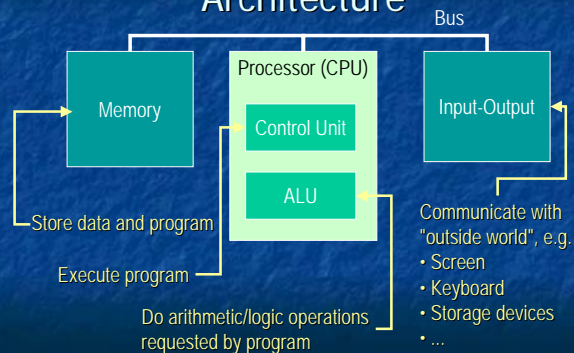 Architecture
Bus
Memory
Processor (CPU)
Control Unit
ALU
Input-Output
Store data and program
Execute program
Do arithmetic/logic operations
requested by program
Communicate with
"outside world", e.g.
• Screen
• Keyboard
• Storage devices
• ...